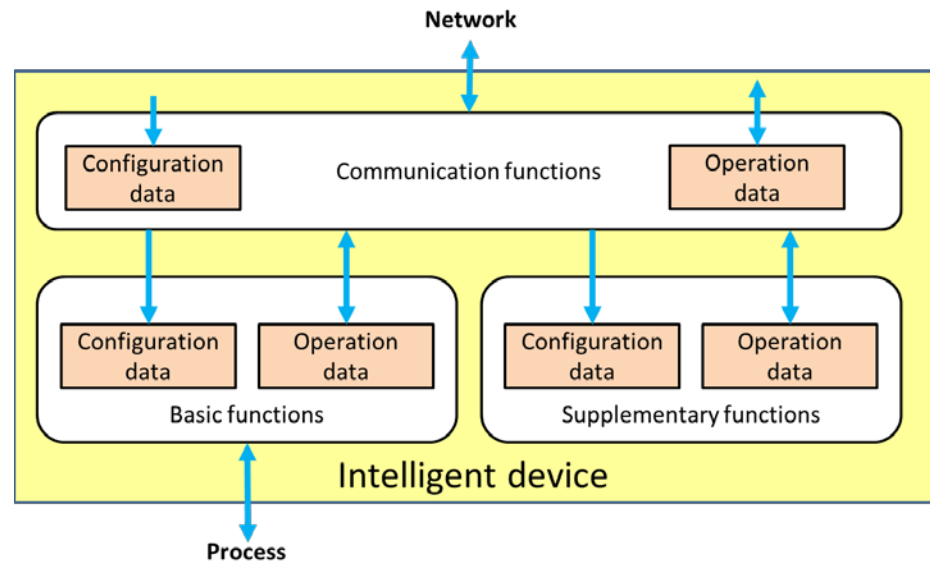 Network
Configuration
data
Communication functions
Operation
data
Configuration
data
Operation
data
Basic functions
Configuration
data
Operation
data
Supplementary functions
Intelligent device
Process